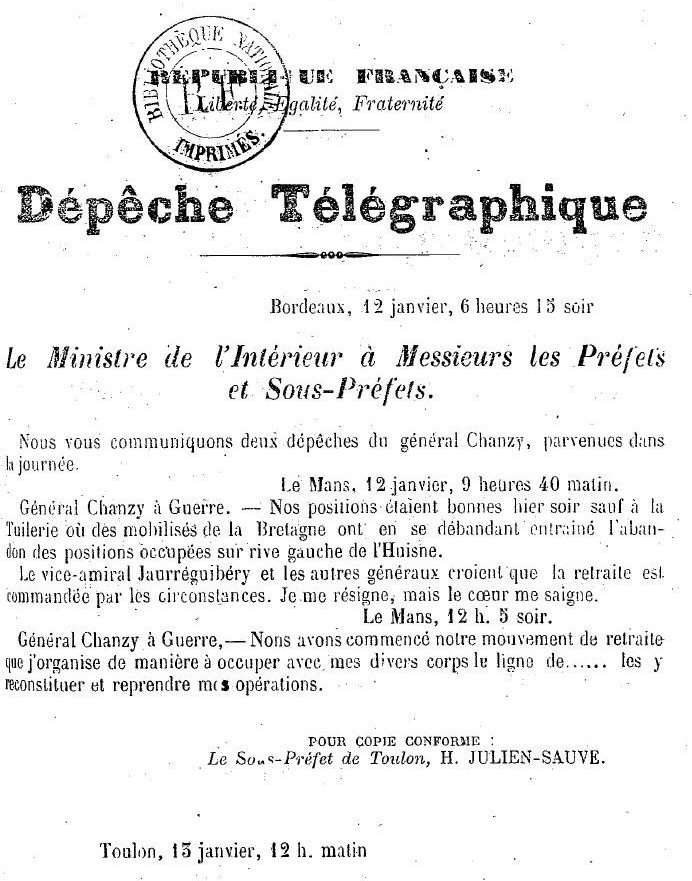 BIBLIOTHÈQUE NATIONALE
R F
IMPRIMÉS.
RÉPUBLIQUE FRANÇAISE
Liberté, Egalité, Fraternité
Dépêche Télégraphique
Bordeaux, 12 janvier, 6 heures 15 soir
Le Ministre de l'Intérieur à Messieurs les Préfets
et Sous-Préfets.
Nous vous communiquons deux dépêches du général Chanzy, parvenues dans
la journée.
Le Mans, 12 janvier, 9 heures 40 matin.
Général Chanzy à Guerre. — Nos positions étaient bonnes hier soir sauf à la
Tuilerie où des mobilisés de la Bretagne ont en se débandant entraîné l'aban-
don des positions occupées sur rive gauche de l'Huisne.
Le vice-amiral Jaurréguibéry et les autres généraux croient que la retraite est
commandée par les circonstances. Je me résigne, mais le cœur me saigne.
Le Mans, 12 h. 5 soir.
Général Chanzy à Guerre,— Nous avons commencé notre mouvement de retraite
que j'organise de manière à occuper avec mes divers corps le ligne de...... les y
reconstituer et reprendre mes opérations.
POUR COPIE CONFORME :
Le Sous-Préfet de Toulon, H. JULIEN-SAUVE.
Toulon, 13 janvier, 12 h. matin